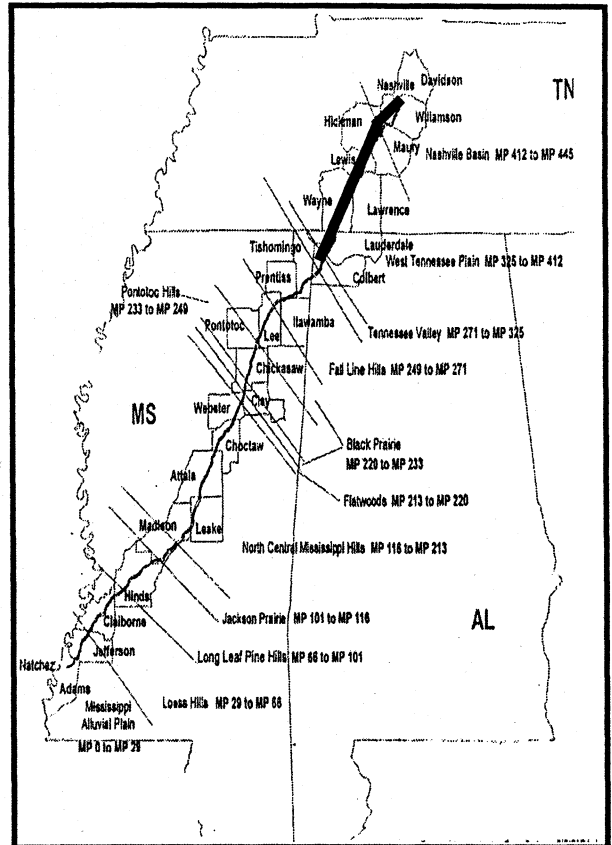 Nashville
Davidson
TN
Hickman
Williamson
Maury
Nashville Basin MP 412 to MP 445
Lewis
Wayne
Lawrence
Lauderdale
Tishomingo
West Tennessee Plain MP 325 to MP 412
Colbert
Prentiss
Pontotoc Hills
MP 233 to MP 249
Itawamba
Tennessee Valley MP 271 to MP 325
Pontotoc
Lee
Chickasaw
Fall Line Hills MP 249 to MP 271
MS
Webster
Clay
Choctaw
Black Prairie
MP 220 to MP 233
Attala
Flatwoods MP 213 to MP 220
Madison
Leake
North Central Mississippi Hills MP 116 to MP 213
Hinds
Claiborne
Jackson Prairie MP 101 to MP 116
AL
Jefferson
Long Leaf Pine Hills MP 66 to MP 101
Natchez
Adams
Loess Hills MP 29 to MP 66
Mississippi
Alluvial Plain
MP 0 to MP 29